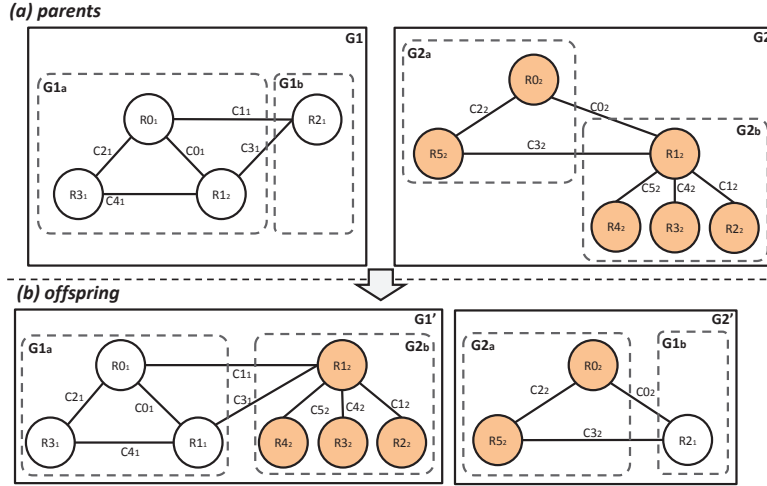 (a) parents
G1
G1a
G1b
R01
C11
R21
C21
C01
C31
R31
C41
R12
G2
G2a
R02
C22
C02
G2b
R52
C32
R12
C52
C42
C12
R42
R32
R22
(b) offspring
G1'
G1a
G2b
R01
C11
R12
C21
C01
C31
C52
C42
C12
R31
C41
R11
R42
R32
R22
G2'
G2a
G1b
R02
C22
C02
R52
C32
R21